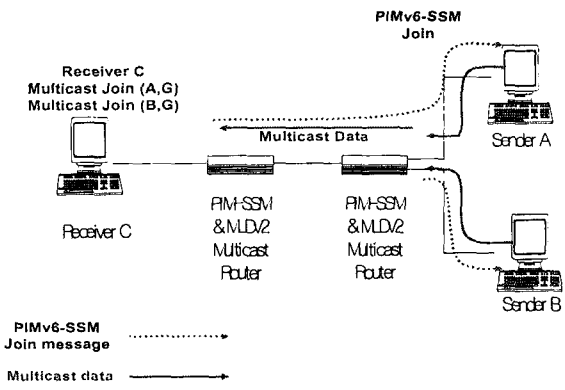 PIMv6-SSM
Join
Receiver C
Multicast Join (A,G)
Multicast Join (B,G)
Multicast Data
Sender A
Receiver C
PIM-SSM
& MLDv2
Multicast
Router
PIM-SSM
& MLDv2
Multicast
Router
Sender B
PIMv6-SSM
Join message
Multicast data